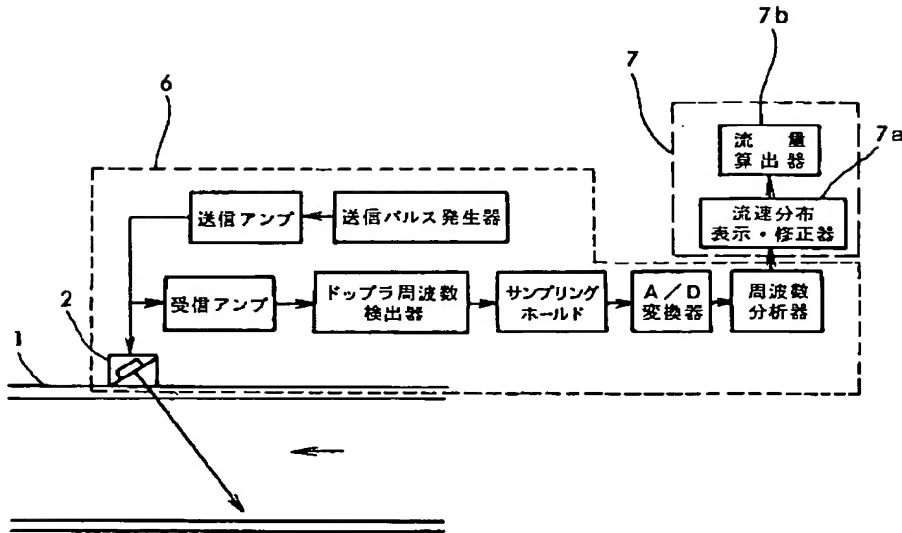 7b
7
7a
6
流量
算出器
流速分布
表示・修正器
送信アンプ
送信パルス発生器
受信アンプ
ドップラ周波数
検出器
サンプリング
ホールド
A/D
変換器
周波数
分析器
2
1